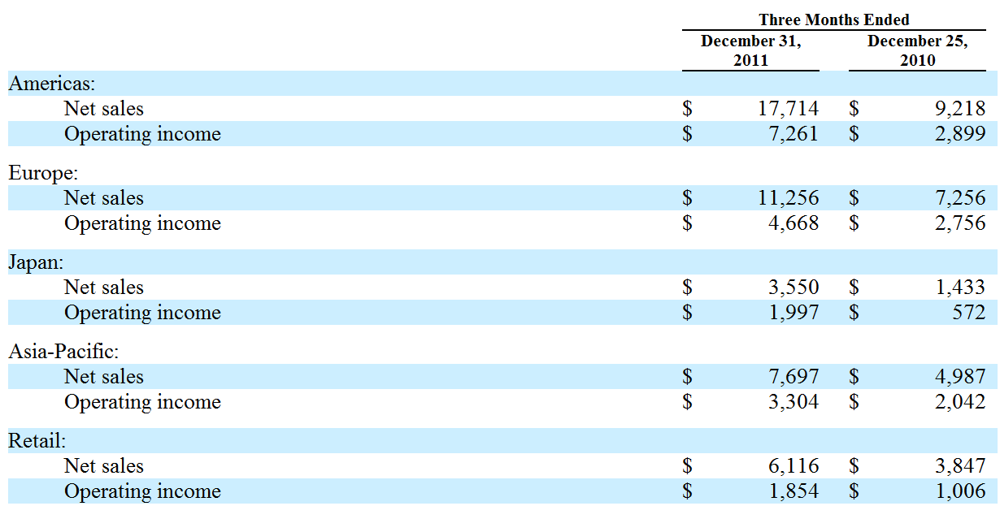 Three Months Ended
December 31, December 25,
2011 2010
Americas:
Net sales $ 17,714 $ 9,218
Operating income $ 7,261 $ 2,899
Europe:
Net sales $ 11,256 $ 7,256
Operating income $ 4,668 $ 2,756
Japan:
Net sales $ 3,550 $ 1,433
Operating income $ 1,997 $ 572
Asia-Pacific:
Net sales $ 7,697 $ 4,987
Operating income $ 3,304 $ 2,042
Retail:
Net sales $ 6,116 $ 3,847
Operating income $ 1,854 $ 1,006